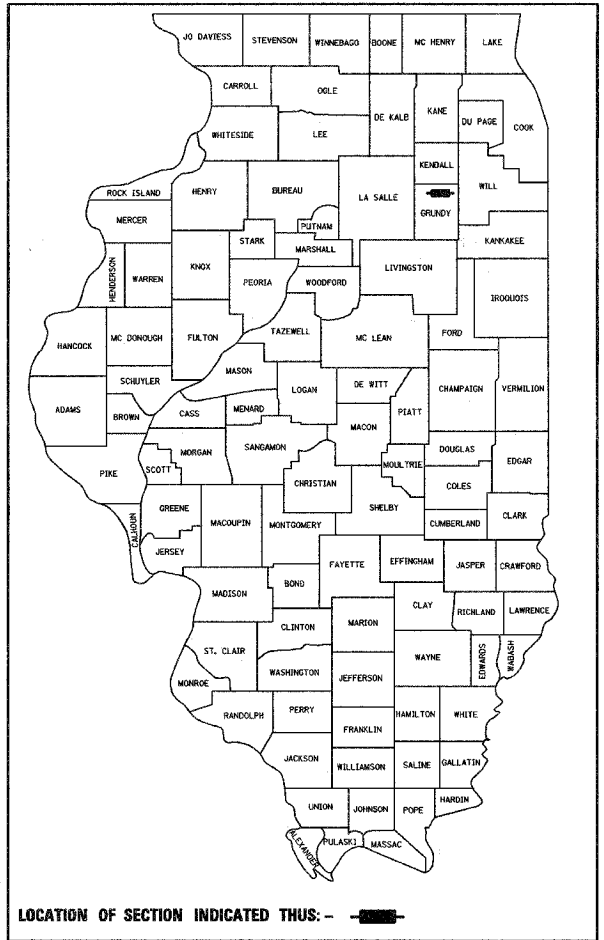 JO DAVIESS STEVENSON WINNEBAGO BOONE MC HENRY LAKE
CARROLL OGLE DE KALB KANE DU PAGE COOK
WHITESIDE LEE
KENDALL
ROCK ISLAND HENRY BUREAU LA SALLE WILL
GRUNDY
MERCER PUTNAM
STARK MARSHALL KANKAKEE
HENDERSON WARREN KNOX LIVINGSTON
PEORIA WOODFORD IROQUOIS
TAZEWELL
HANCOCK MC DONOUGH FULTON MC LEAN FORD
MASON
SCHUYLER LOGAN DE WITT CHAMPAIGN VERMILION
ADAMS BROWN CASS MENARD PIATT
MACON
MORGAN SANGAMON DOUGLAS
PIKE SCOTT MOULTRIE EDGAR
CHRISTIAN COLES
GREENE SHELBY
CALHOUN MACOUPIN MONTGOMERY CUMBERLAND CLARK
JERSEY
FAYETTE EFFINGHAM JASPER CRAWFORD
MADISON BOND
CLAY RICHLAND LAWRENCE
MARION
CLINTON
ST. CLAIR WAYNE EDWARDS WABASH
WASHINGTON JEFFERSON
MONROE
RANDOLPH PERRY HAMILTON WHITE
FRANKLIN
JACKSON WILLIAMSON SALINE GALLATIN
UNION JOHNSON POPE HARDIN
ALEXANDER PULASKI MASSAC
LOCATION OF SECTION INDICATED THUS: -